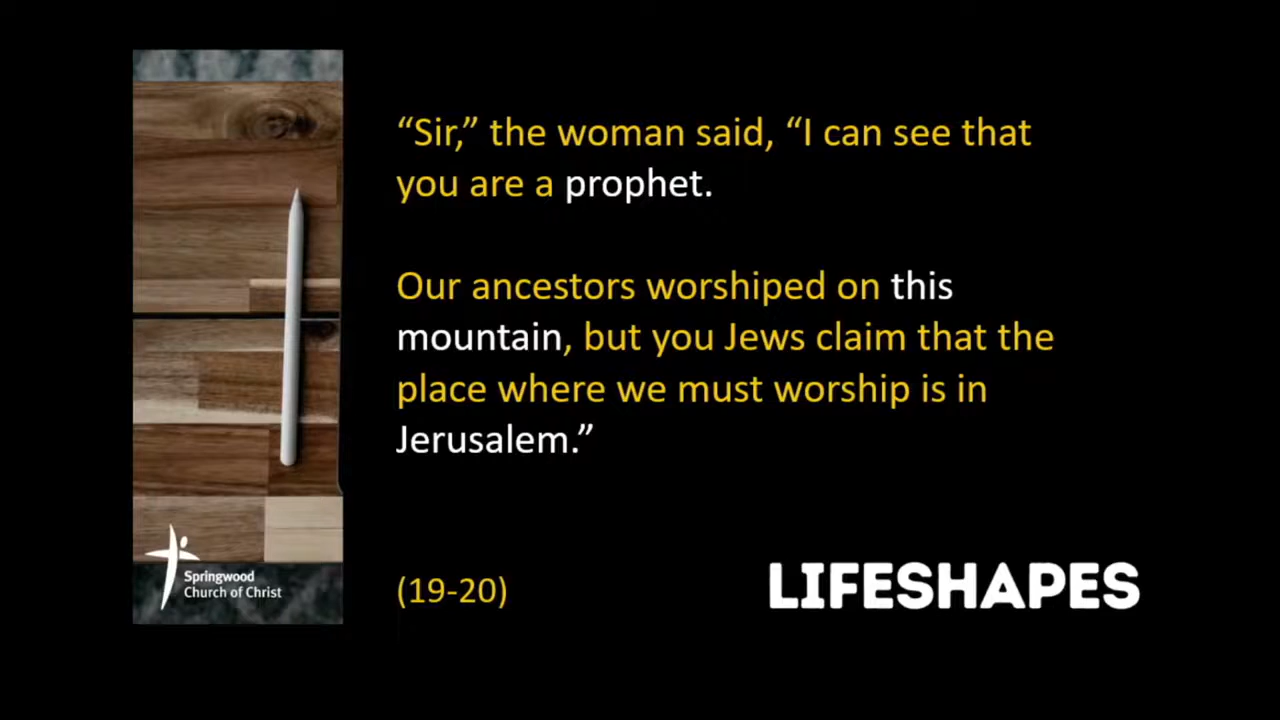 “Sir,” the woman said, “I can see that
you are a prophet.
Our ancestors worshiped on this
mountain, but you Jews claim that the
place where we must worship is in
Jerusalem.”
(19-20)
Springwood
Church of Christ
LIFESHAPES